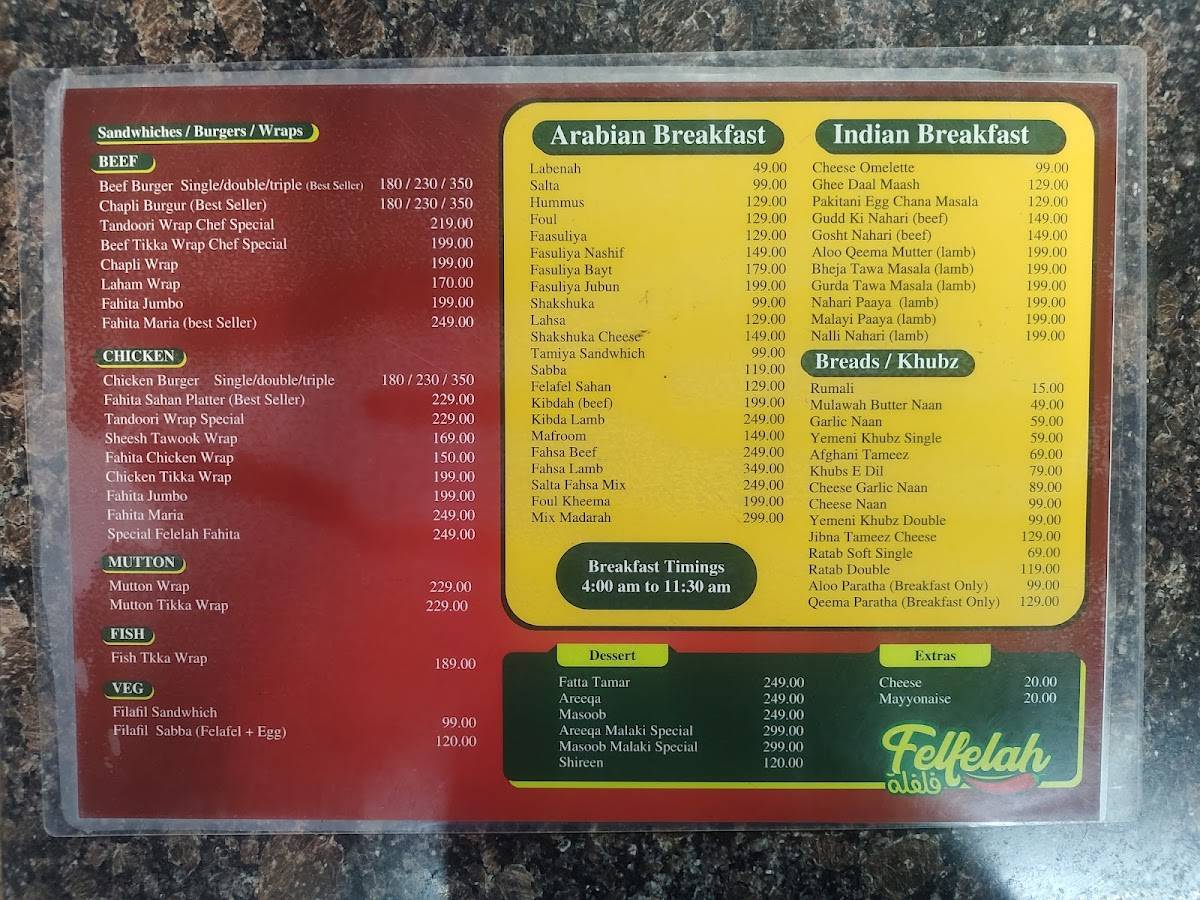 Sandwhiches / Burgers / Wraps
BEEF
Beef Burger Single/double/triple (Best Seller) 180 / 230 / 350
Chapli Burgur (Best Seller) 180 / 230 / 350
Tandoori Wrap Chef Special 219.00
Beef Tikka Wrap Chef Special 199.00
Chapli Wrap 199.00
Laham Wrap 170.00
Fahita Jumbo 199.00
Fahita Maria (best Seller) 249.00
CHICKEN
Chicken Burger Single/double/triple 180 / 230 / 350
Fahita Sahan Platter (Best Seller) 229.00
Tandoori Wrap Special 229.00
Sheesh Tawook Wrap 169.00
Fahita Chicken Wrap 150.00
Chicken Tikka Wrap 199.00
Fahita Jumbo 199.00
Fahita Maria 249.00
Special Felelah Fahita 249.00
MUTTON
Mutton Wrap 229.00
Mutton Tikka Wrap 229.00
FISH
Fish Tkka Wrap 189.00
VEG
Filafil Sandwhich 99.00
Filafil Sabba (Felafel + Egg) 120.00
Arabian Breakfast
Labenah 49.00
Salta 99.00
Hummus 129.00
Foul 129.00
Faasuliya 129.00
Fasuliya Nashif 149.00
Fasuliya Bayt 179.00
Fasuliya Jubun 199.00
Shakshuka 99.00
Lahsa 129.00
Shakshuka Cheese 149.00
Tamiya Sandwhich 99.00
Sabba 119.00
Felafel Sahan 129.00
Kibdah (beef) 199.00
Kibda Lamb 249.00
Mafroom 149.00
Fahsa Beef 249.00
Fahsa Lamb 349.00
Salta Fahsa Mix 249.00
Foul Kheema 199.00
Mix Madarah 299.00
Breakfast Timings
4:00 am to 11:30 am
Indian Breakfast
Cheese Omelette 99.00
Ghee Daal Maash 129.00
Pakitani Egg Chana Masala 129.00
Gudd Ki Nahari (beef) 149.00
Gosht Nahari (beef) 149.00
Aloo Qeema Mutter (lamb) 199.00
Bheja Tawa Masala (lamb) 199.00
Gurda Tawa Masala (lamb) 199.00
Nahari Paaya (lamb) 199.00
Malayi Paaya (lamb) 199.00
Nalli Nahari (lamb) 199.00
Breads / Khubz
Rumali 15.00
Mulawah Butter Naan 49.00
Garlic Naan 59.00
Yemeni Khubz Single 59.00
Afghani Tameez 69.00
Khubs E Dil 79.00
Cheese Garlic Naan 89.00
Cheese Naan 99.00
Yemeni Khubz Double 99.00
Jibna Tameez Cheese 129.00
Ratab Soft Single 69.00
Ratab Double 119.00
Aloo Paratha (Breakfast Only) 99.00
Qeema Paratha (Breakfast Only) 129.00
Dessert
Fatta Tamar 249.00
Areeqa 249.00
Masoob 249.00
Areeqa Malaki Special 299.00
Masoob Malaki Special 299.00
Shireen 120.00
Extras
Cheese 20.00
Mayyonaise 20.00
Felfelah
فلفلة